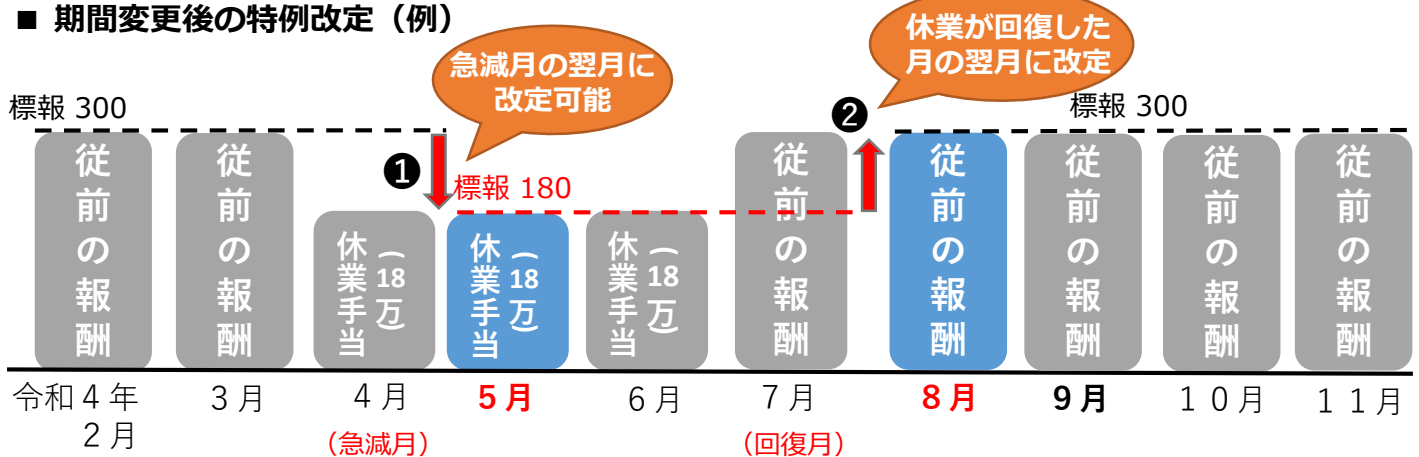 ■ 期間変更後の特例改定（例）
急減月の翌月に
改定可能
休業が回復した
月の翌月に改定
標報 300
標報 300
❶
❷
標報 180
従前の報酬
従前の報酬
休業手当
（18万）
休業手当
（18万）
休業手当
（18万）
従前の報酬
従前の報酬
従前の報酬
従前の報酬
従前の報酬
令和４年
２月
３月
４月
５月
６月
７月
８月
９月
１０月
１１月
（急減月）
（回復月）